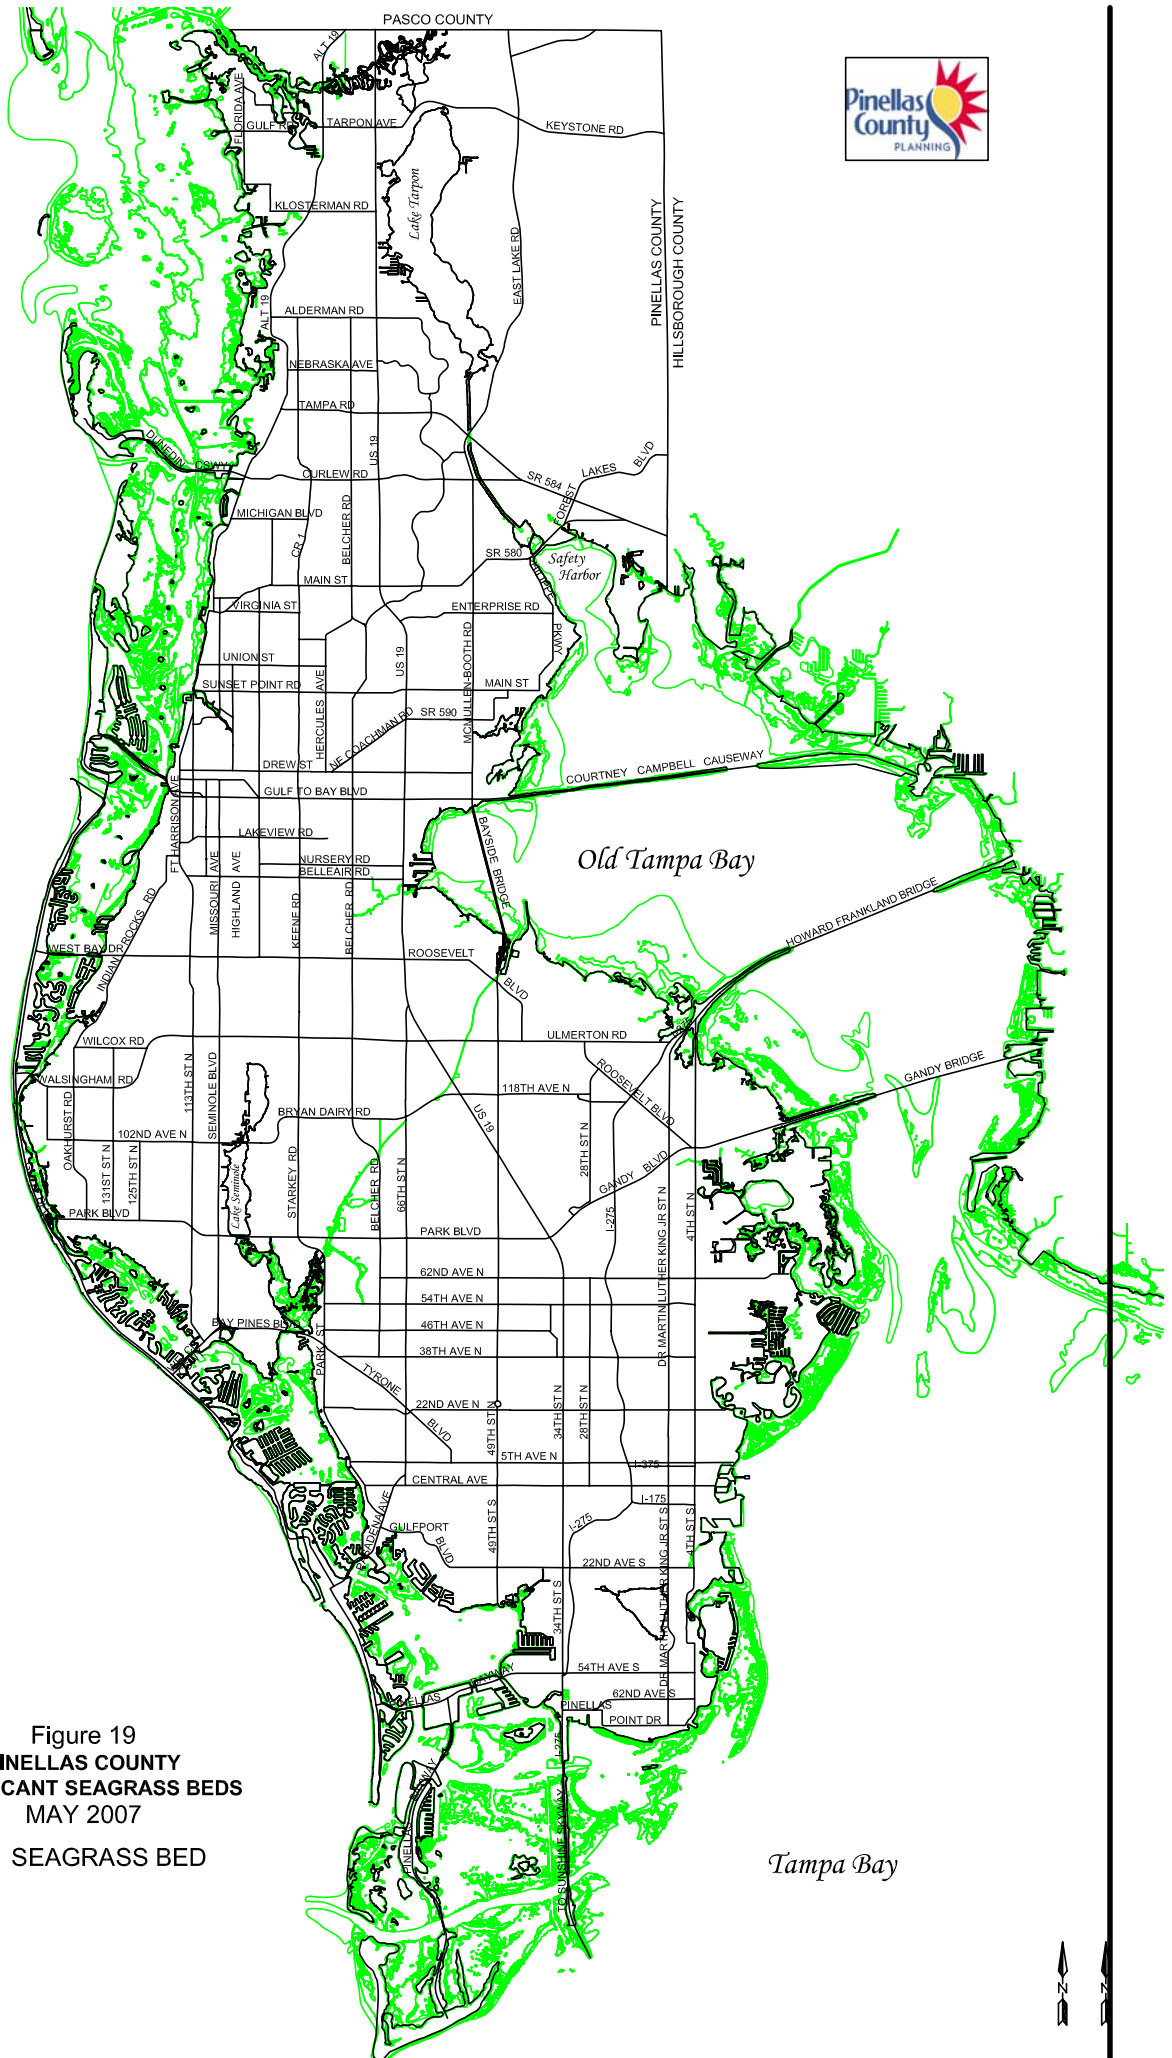 PASCO COUNTY
ALT 19
FLORIDA AVE
GULF RD
TARPON AVE
KEYSTONE RD
Pinellas
County
PLANNING
KLOSTERMAN RD
Lake Tarpon
EAST LAKE RD
PINELLAS COUNTY
HILLSBOROUGH COUNTY
ALT 19
ALDERMAN RD
NEBRASKA AVE
TAMPA RD
US 19
DUNEDIN
CSWY
CURLEW RD
SR 584
FOREST
LAKES
BLVD
MICHIGAN BLVD
CR 1
BELCHER RD
SR 580
Safety
Harbor
MAIN ST
VIRGINIA ST
ENTERPRISE RD
PKWY
UNION ST
US 19
MCMULLEN-BOOTH RD
SUNSET POINT RD
MAIN ST
HERCULES AVE
NE COACHMAN RD
SR 590
DREW ST
COURTNEY CAMPBELL CAUSEWAY
GULF TO BAY BLVD
FT HARRISON AVE
LAKEVIEW RD
BAYSIDE BRIDGE
Old Tampa Bay
NURSERY RD
BELLEAIR RD
MISSOURI AVE
HIGHLAND AVE
KEENE RD
BELCHER RD
INDIAN ROCKS RD
HOWARD FRANKLAND BRIDGE
WEST BAY DR
ROOSEVELT
BLVD
WILCOX RD
ULMERTON RD
I-275
WALSINGHAM RD
113TH ST N
SEMINOLE BLVD
ROOSEVELT BLVD
GANDY BRIDGE
118TH AVE N
OAKHURST RD
BRYAN DAIRY RD
US 19
102ND AVE N
131ST ST N
125TH ST N
Lake Seminole
STARKEY RD
BELCHER RD
66TH ST N
28TH ST N
GANDY BLVD
I-275
DR MARTIN LUTHER KING JR ST N
4TH ST N
PARK BLVD
PARK BLVD
62ND AVE N
54TH AVE N
BAY PINES BLVD
46TH AVE N
PARK ST
38TH AVE N
TYRONE
BLVD
22ND AVE N
49TH ST N
34TH ST N
28TH ST N
5TH AVE N
I-375
CENTRAL AVE
I-175
PASADENA AVE
GULFPORT
BLVD
49TH ST S
I-275
DR MARTIN LUTHER KING JR ST S
4TH ST S
22ND AVE S
34TH ST S
54TH AVE S
BAYWAY
62ND AVE S
PINELLAS
POINT DR
I-275
BAYWAY
PINELLAS
TO SUNSHINE SKYWAY
Figure 19
INELLAS COUNTY
CANT SEAGRASS BEDS
MAY 2007
SEAGRASS BED
Tampa Bay
N
N